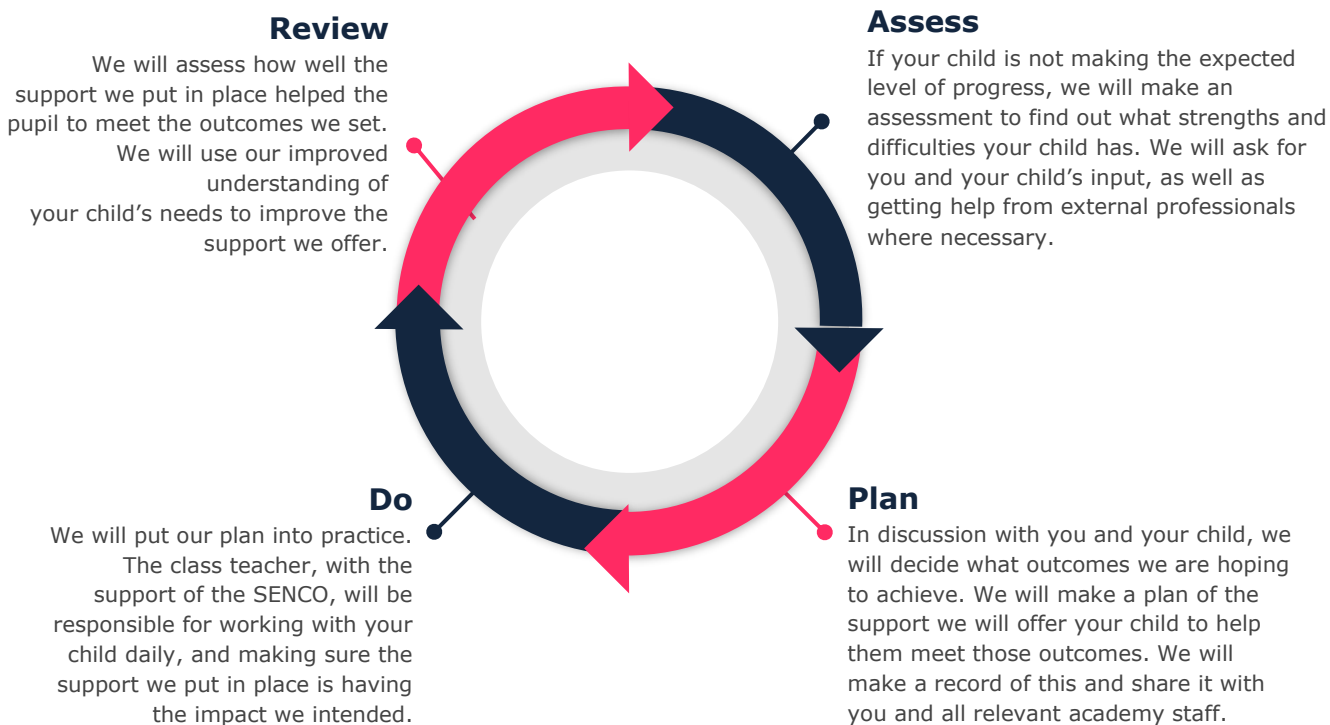 Review
We will assess how well the
support we put in place helped the
pupil to meet the outcomes we set.
We will use our improved
understanding of
your child’s needs to improve the
support we offer.
Assess
If your child is not making the expected
level of progress, we will make an
assessment to find out what strengths and
difficulties your child has. We will ask for
you and your child’s input, as well as
getting help from external professionals
where necessary.
Do
We will put our plan into practice.
The class teacher, with the
support of the SENCO, will be
responsible for working with your
child daily, and making sure the
support we put in place is having
the impact we intended.
Plan
In discussion with you and your child, we
will decide what outcomes we are hoping
to achieve. We will make a plan of the
support we will offer your child to help
them meet those outcomes. We will
make a record of this and share it with
you and all relevant academy staff.